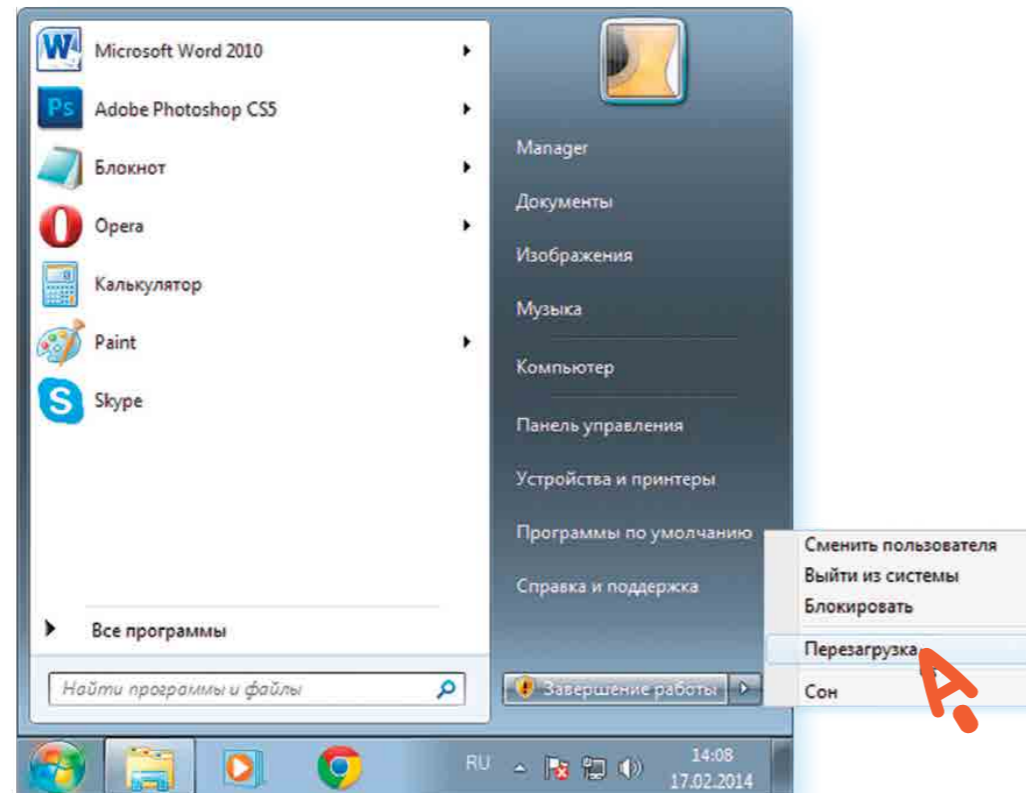 Microsoft Word 2010
Adobe Photoshop CS5
Блокнот
Opera
Калькулятор
Paint
Skype
Все программы
Найти программы и файлы
Manager
Документы
Изображения
Музыка
Компьютер
Панель управления
Устройства и принтеры
Программы по умолчанию
Справка и поддержка
Завершение работы
Сменить пользователя
Выйти из системы
Блокировать
Перезагрузка
Сон
RU
14:08
17.02.2014